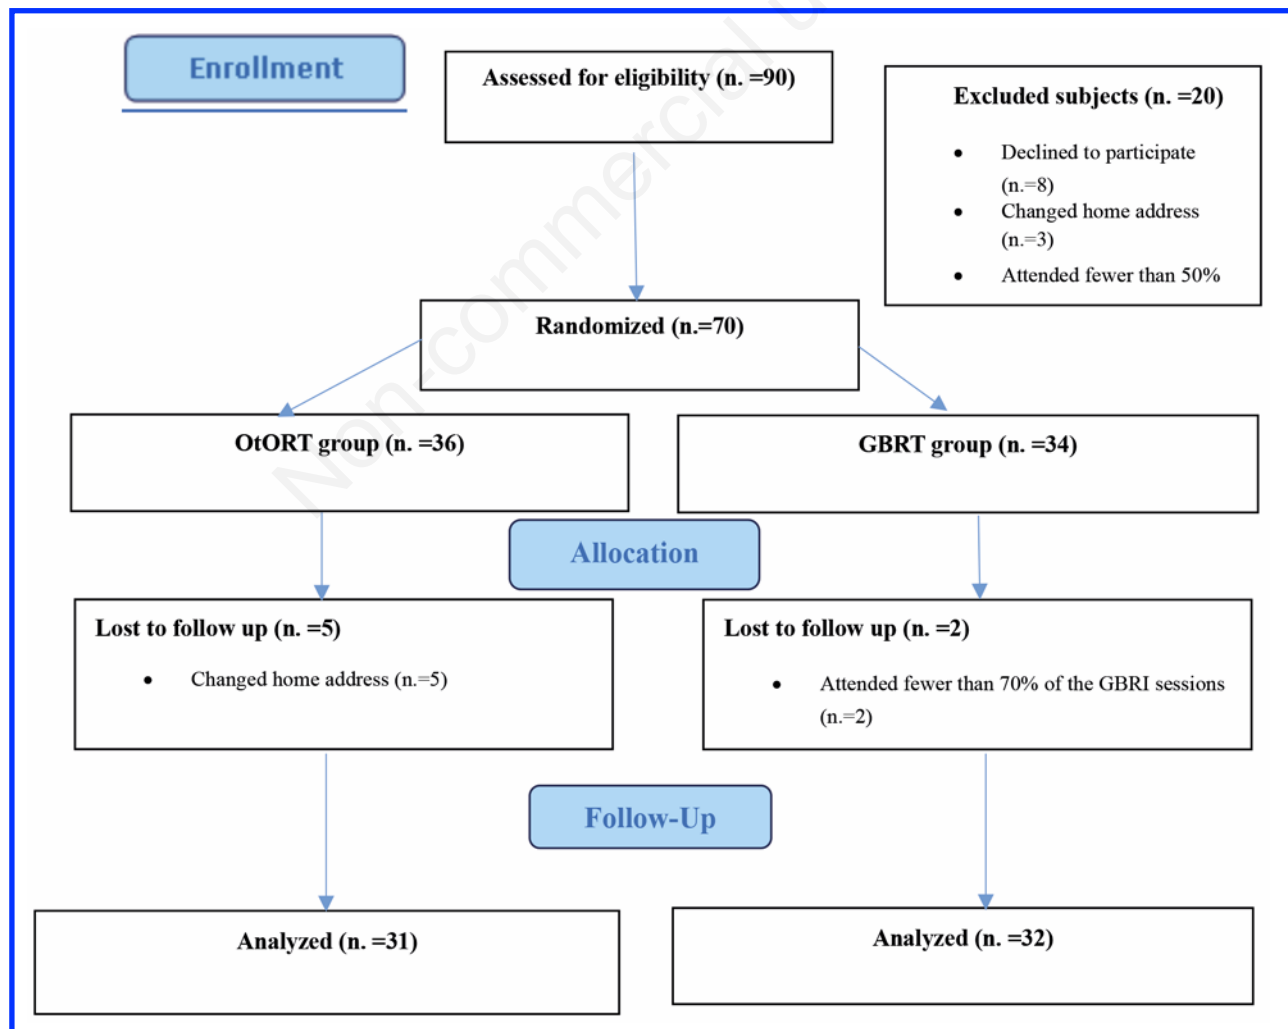 Enrollment
Assessed for eligibility (n. =90)
Excluded subjects (n. =20)
• Declined to participate
(n.=8)
• Changed home address
(n.=3)
• Attended fewer than 50%
Randomized (n.=70)
OtORT group (n. =36)
GBRT group (n. =34)
Allocation
Lost to follow up (n. =5)
• Changed home address (n.=5)
Lost to follow up (n. =2)
• Attended fewer than 70% of the GBRI sessions
(n.=2)
Follow-Up
Analyzed (n. =31)
Analyzed (n. =32)
Non-commercial